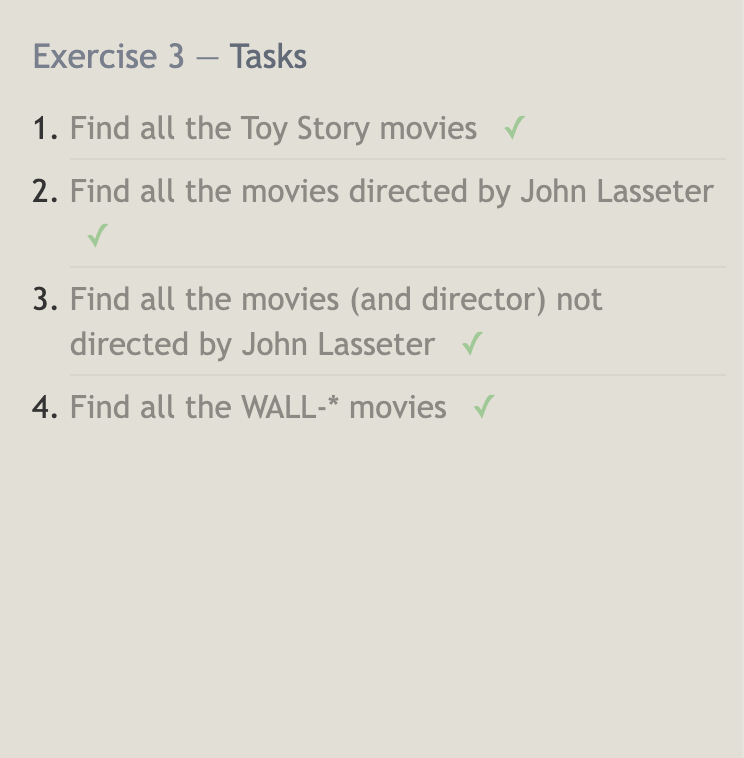 Exercise 3 — Tasks
1. Find all the Toy Story movies ✓
2. Find all the movies directed by John Lasseter
✓
3. Find all the movies (and director) not
directed by John Lasseter ✓
4. Find all the WALL-* movies ✓